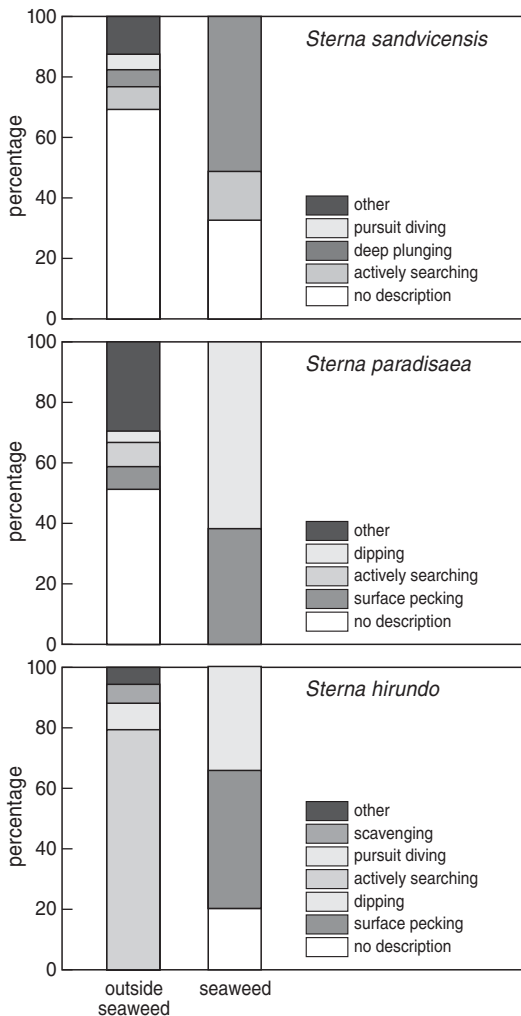 Sterna sandvicensis
percentage
100
80
60
40
20
0
other
pursuit diving
deep plunging
actively searching
no description
Sterna paradisaea
percentage
100
80
60
40
20
0
other
dipping
actively searching
surface pecking
no description
Sterna hirundo
percentage
100
80
60
40
20
0
other
scavenging
pursuit diving
actively searching
dipping
surface pecking
no description
outside
seaweed
seaweed